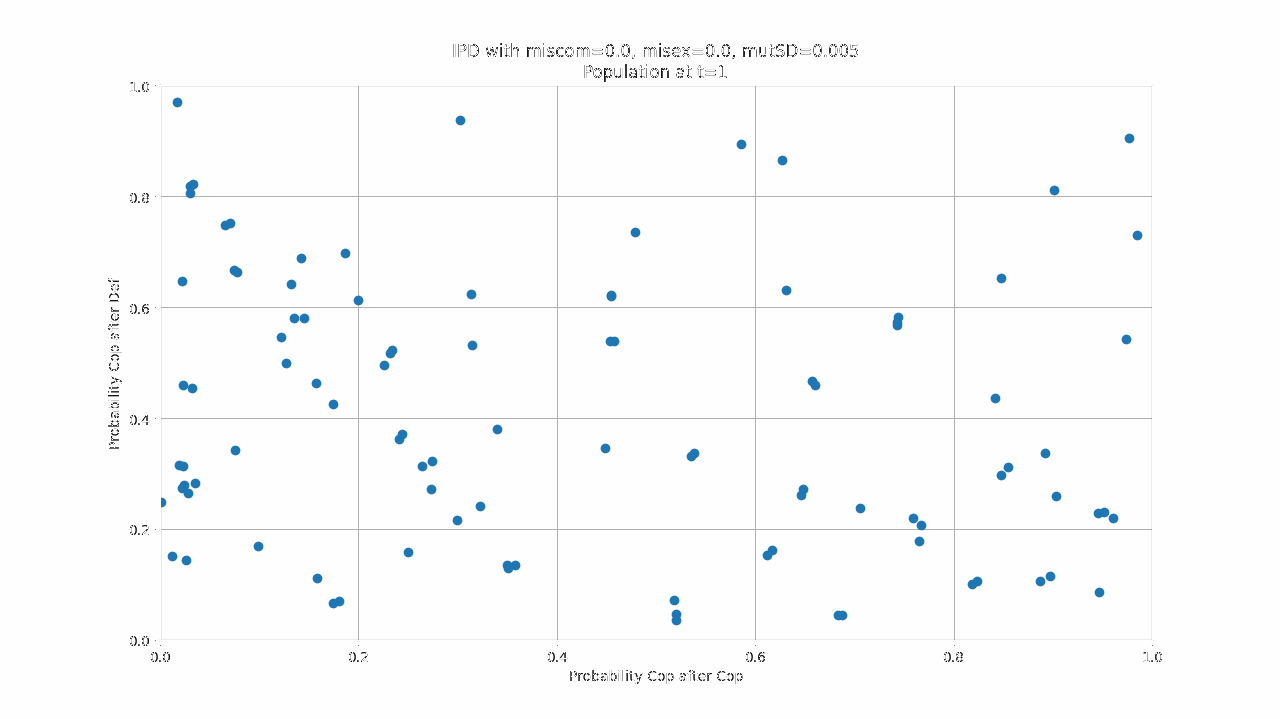 IPD with miscom=0.0, misex=0.0, mutSD=0.005
Population at t=1
1.0
0.8
0.6
0.4
0.2
0.0
Probability Cop after Def
0.0 0.2 0.4 0.6 0.8 1.0
Probability Cop after Cop